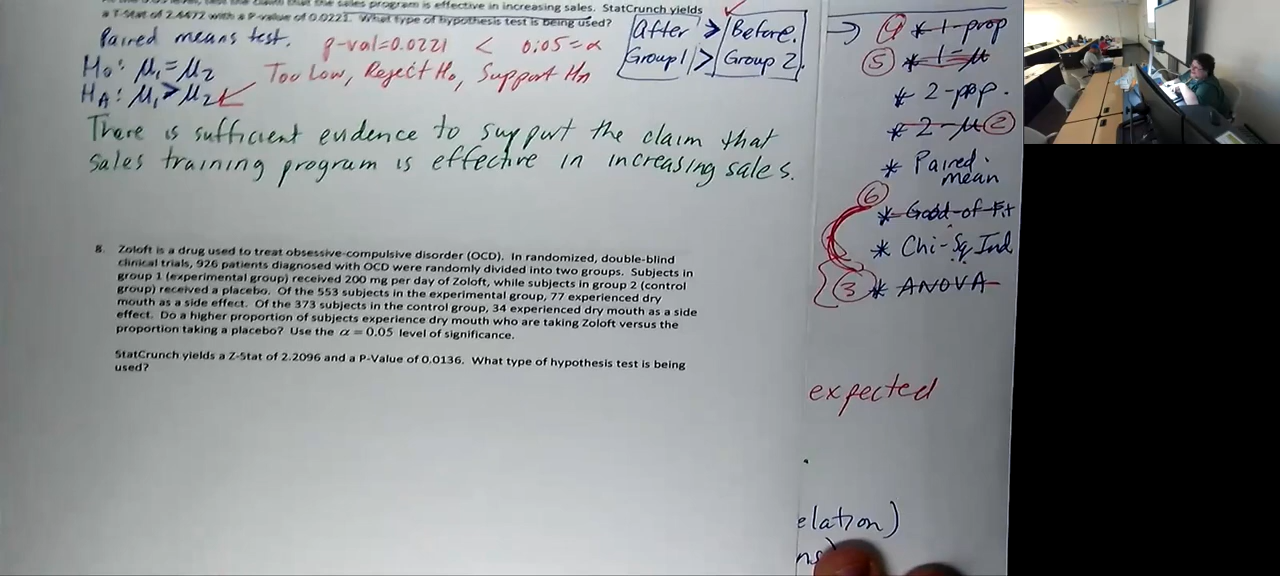 program is effective in increasing sales. StatCrunch yields
a T-Stat of 2.4472 with a P-value of 0.0221. What type of hypothesis test is being used?
Paired means test.
p-val=0.0221 < 0.05=α
H₀: μ₁=μ₂
Too Low, Reject H₀, Support Hₐ
Hₐ: μ₁>μ₂
There is sufficient evidence to support the claim that
sales training program is effective in increasing sales.
After > Before.
Group 1 > Group 2
8. Zoloft is a drug used to treat obsessive-compulsive disorder (OCD). In randomized, double-blind
clinical trials, 926 patients diagnosed with OCD were randomly divided into two groups. Subjects in
group 1 (experimental group) received 200 mg per day of Zoloft, while subjects in group 2 (control
group) received a placebo. Of the 553 subjects in the experimental group, 77 experienced dry
mouth as a side effect. Of the 373 subjects in the control group, 34 experienced dry mouth as a side
effect. Do a higher proportion of subjects experience dry mouth who are taking Zoloft versus the
proportion taking a placebo? Use the α = 0.05 level of significance.
StatCrunch yields a Z-Stat of 2.2096 and a P-Value of 0.0136. What type of hypothesis test is being
used?
* 1-prop
5 * 1-μ
* 2-prop.
* 2-μ 2
* Paired
mean
6
* Good-of-Fit
* Chi-Sq Ind
3 * ANOVA
expected
elation)
ns)